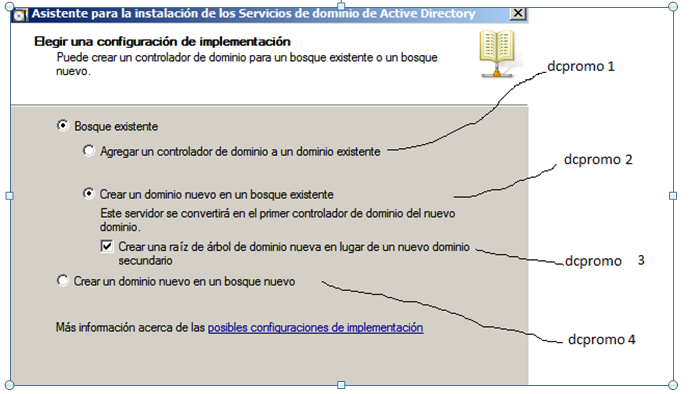 Asistente para la instalación de los Servicios de dominio de Active Directory
Elegir una configuración de implementación
Puede crear un controlador de dominio para un bosque existente o un bosque
nuevo.
dcpromo 1
Bosque existente
Agregar un controlador de dominio a un dominio existente
dcpromo 2
Crear un dominio nuevo en un bosque existente
Este servidor se convertirá en el primer controlador de dominio del nuevo
dominio.
Crear una raíz de árbol de dominio nueva en lugar de un nuevo dominio
secundario
dcpromo 3
Crear un dominio nuevo en un bosque nuevo
Más información acerca de las posibles configuraciones de implementación
dcpromo 4